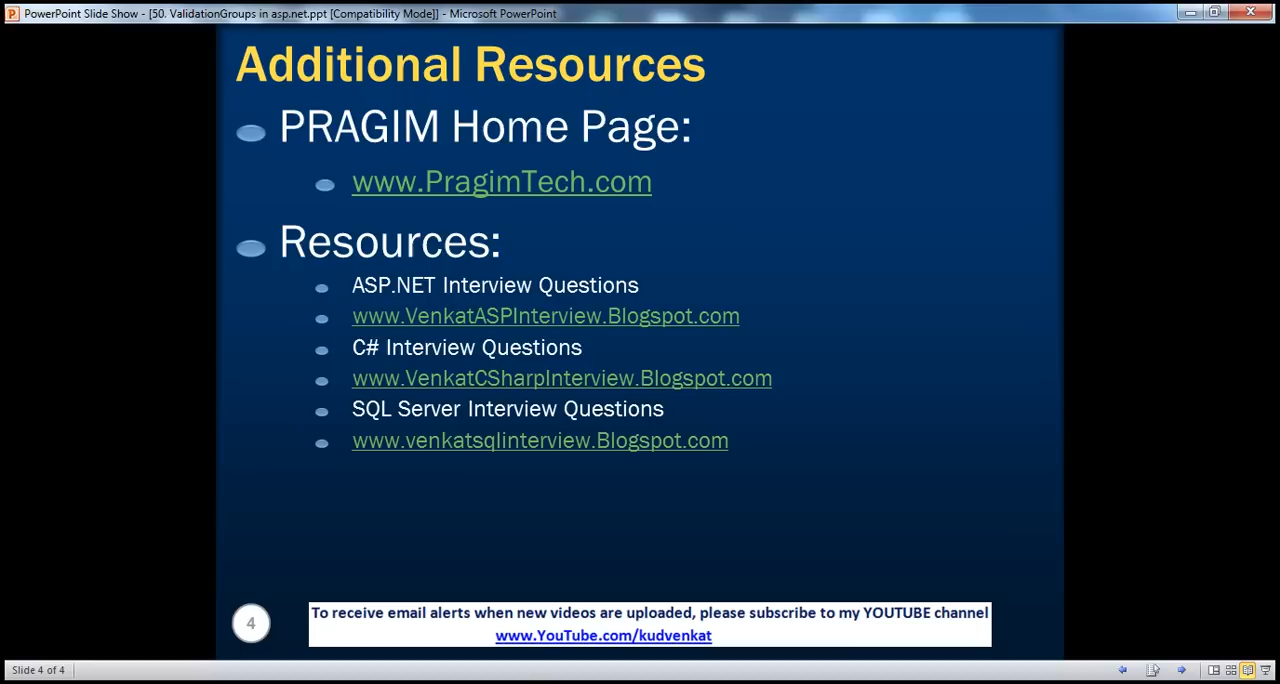 PowerPoint Slide Show - [50. ValidationGroups in asp.net.ppt [Compatibility Mode]] - Microsoft PowerPoint
Additional Resources
PRAGIM Home Page:
www.PragimTech.com
Resources:
ASP.NET Interview Questions
www.VenkatASPInterview.Blogspot.com
C# Interview Questions
www.VenkatCSharpInterview.Blogspot.com
SQL Server Interview Questions
www.venkatsqlinterview.Blogspot.com
4
To receive email alerts when new videos are uploaded, please subscribe to my YOUTUBE channel
www.YouTube.com/kudvenkat
Slide 4 of 4